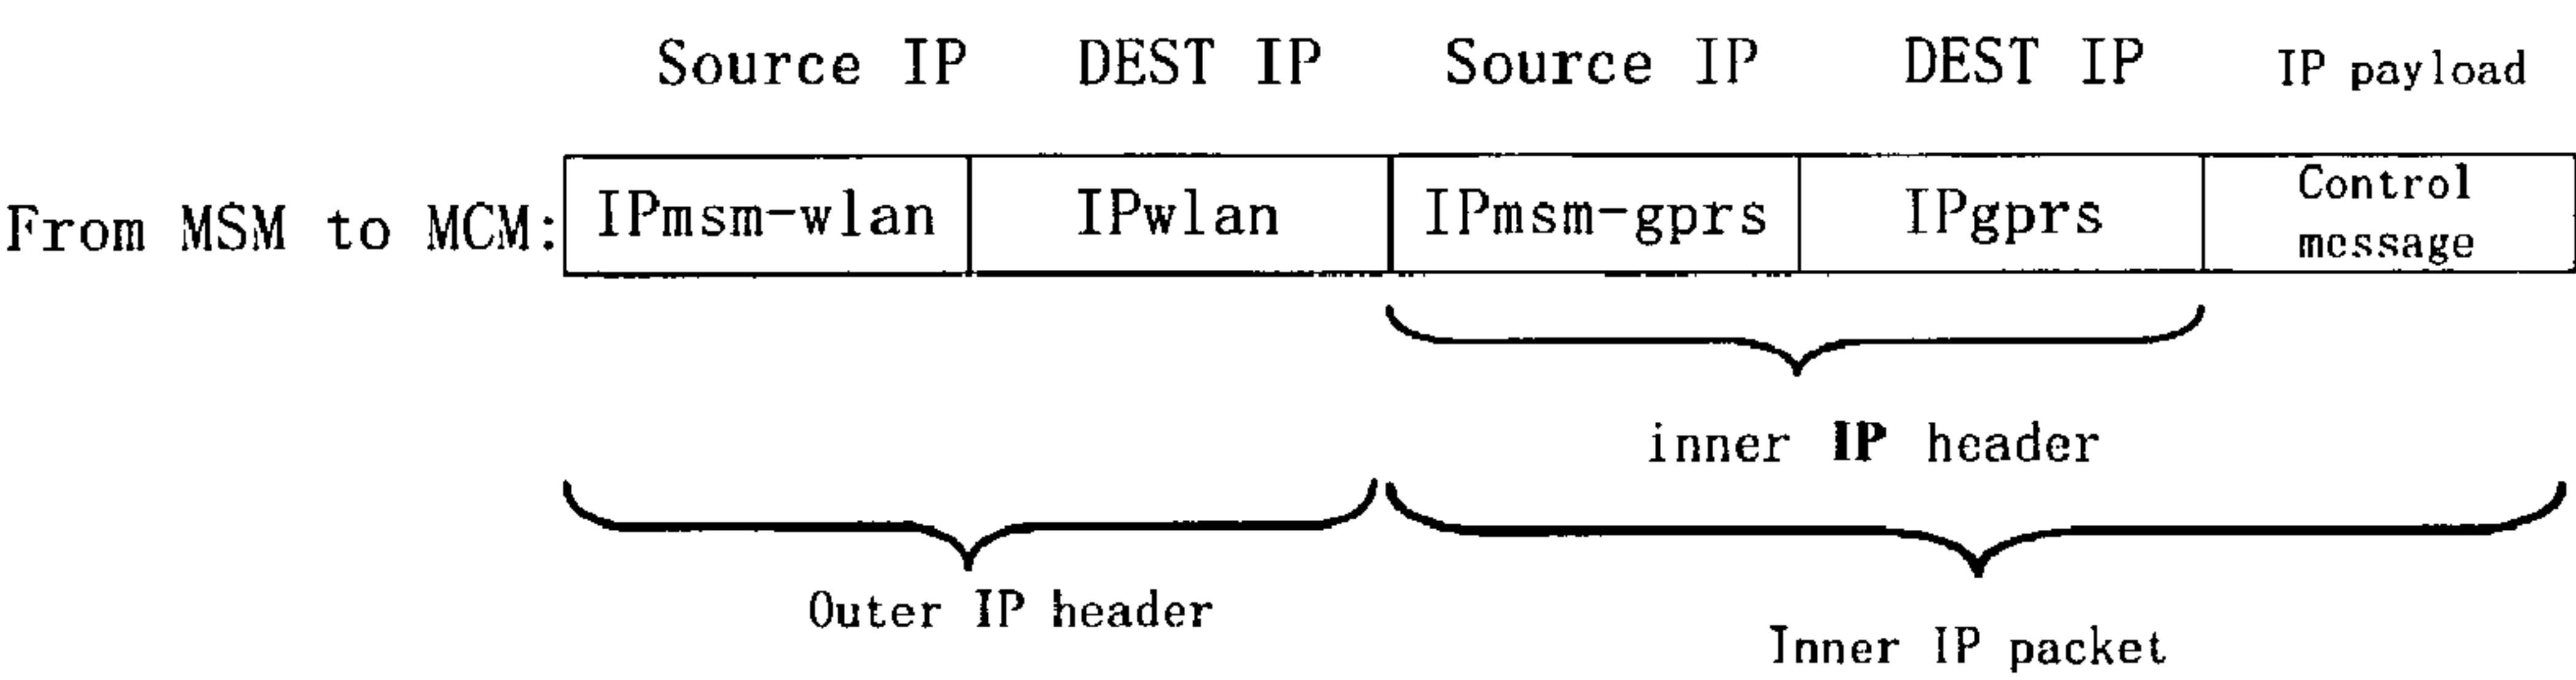 Source IP DEST IP Source IP DEST IP IP payload
From MSM to MCM: IPmsm-wlan IPwlan IPmsm-gprs IPgprs Control
message
inner IP header
Outer IP header
Inner IP packet